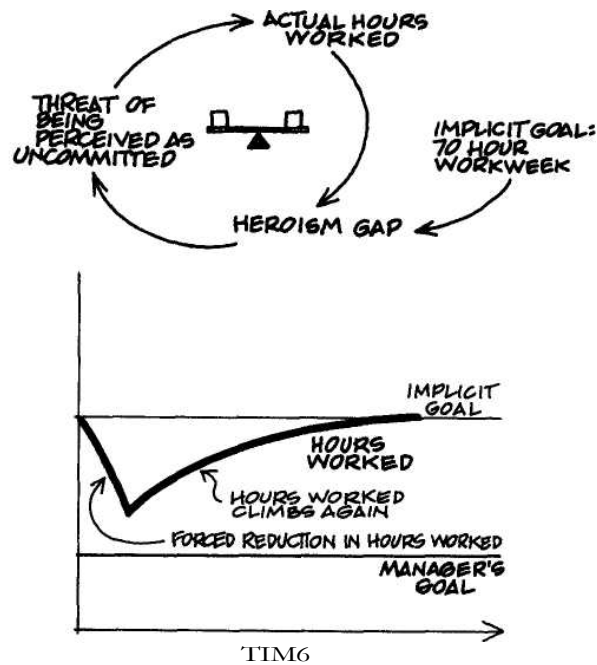 ACTUAL HOURS
WORKED
THREAT OF
BEING
PERCEIVED AS
UNCOMMITTED
IMPLICIT GOAL:
70 HOUR
WORKWEEK
HEROISM GAP
IMPLICIT
GOAL
HOURS
WORKED
HOURS WORKED
CLIMBS AGAIN
FORCED REDUCTION IN HOURS WORKED
MANAGER'S
GOAL
TIM6